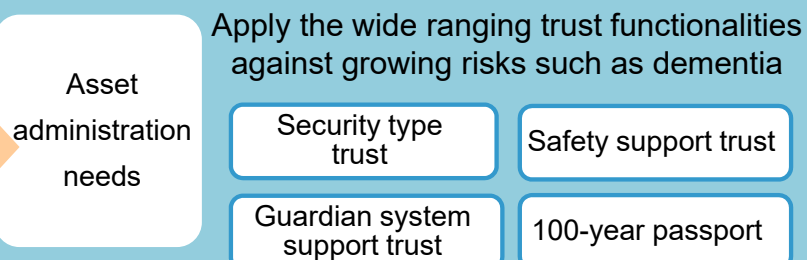 Asset
administration
needs
Apply the wide ranging trust functionalities
against growing risks such as dementia
Security type
trust
Safety support trust
Guardian system
support trust
100-year passport